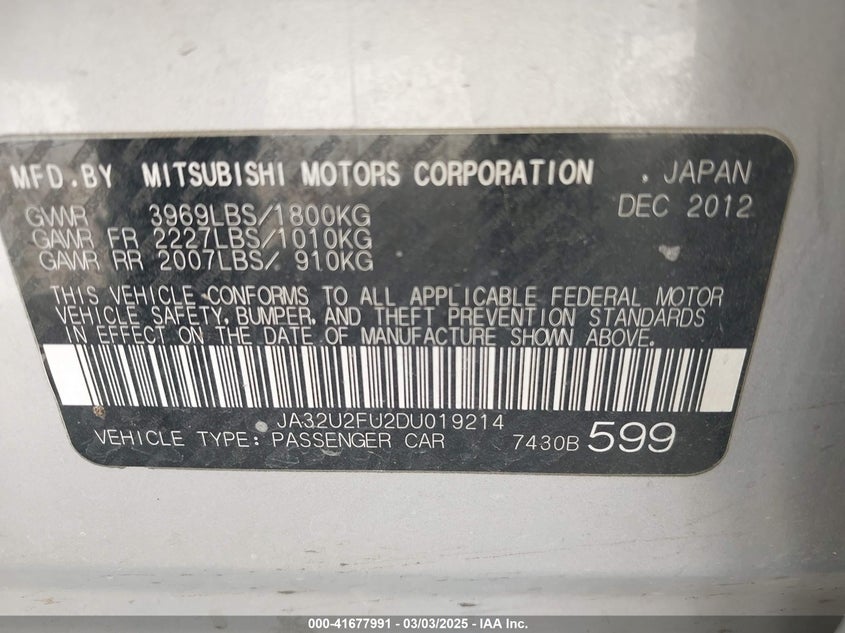 MFD.BY MITSUBISHI MOTORS CORPORATION . JAPAN
GVWR 3969LBS/1800KG DEC 2012
GAWR FR 2227LBS/1010KG
GAWR RR 2007LBS/ 910KG
THIS VEHICLE CONFORMS TO ALL APPLICABLE FEDERAL MOTOR
VEHICLE SAFETY, BUMPER, AND THEFT PREVENTION STANDARDS
IN EFFECT ON THE DATE OF MANUFACTURE SHOWN ABOVE.
JA32U2FU2DU019214
VEHICLE TYPE: PASSENGER CAR 7430B 599
000-41677991 - 03/03/2025 - IAA Inc.